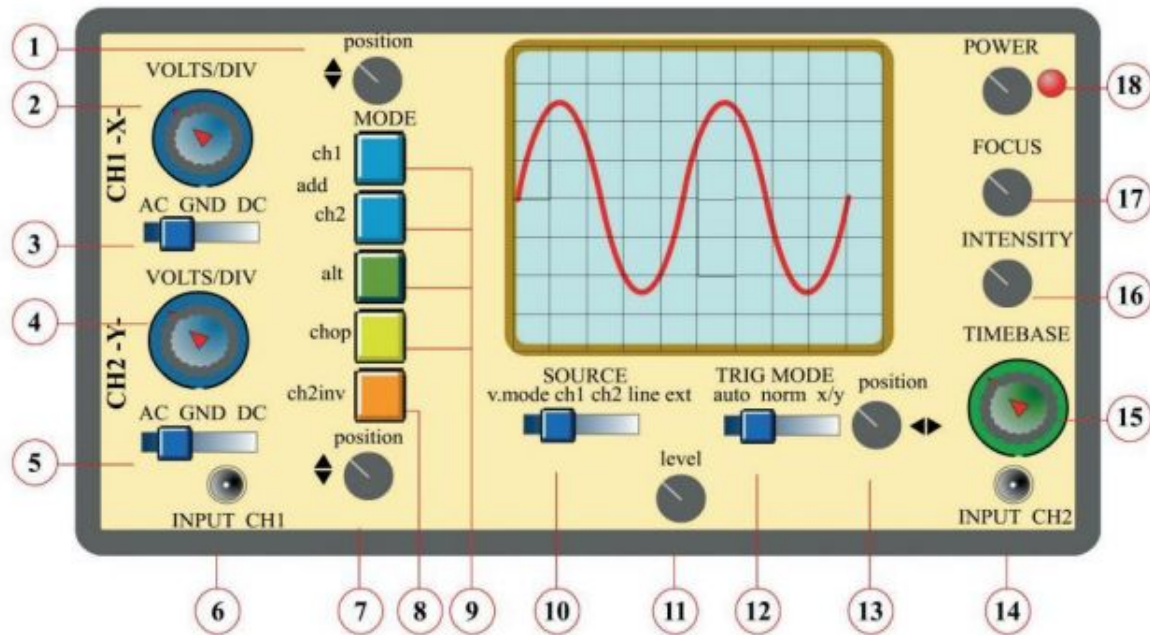 1
position
POWER
VOLTS/DIV
18
2
MODE
CH1 -X-
ch1
FOCUS
add
AC GND DC
ch2
17
3
INTENSITY
VOLTS/DIV
alt
16
4
chop
TIMEBASE
CH2 -Y-
SOURCE
TRIG MODE
v.mode ch1 ch2 line ext
auto norm x/y
position
ch2inv
AC GND DC
15
position
5
level
INPUT CH1
INPUT CH2
6
7
8
9
10
11
12
13
14